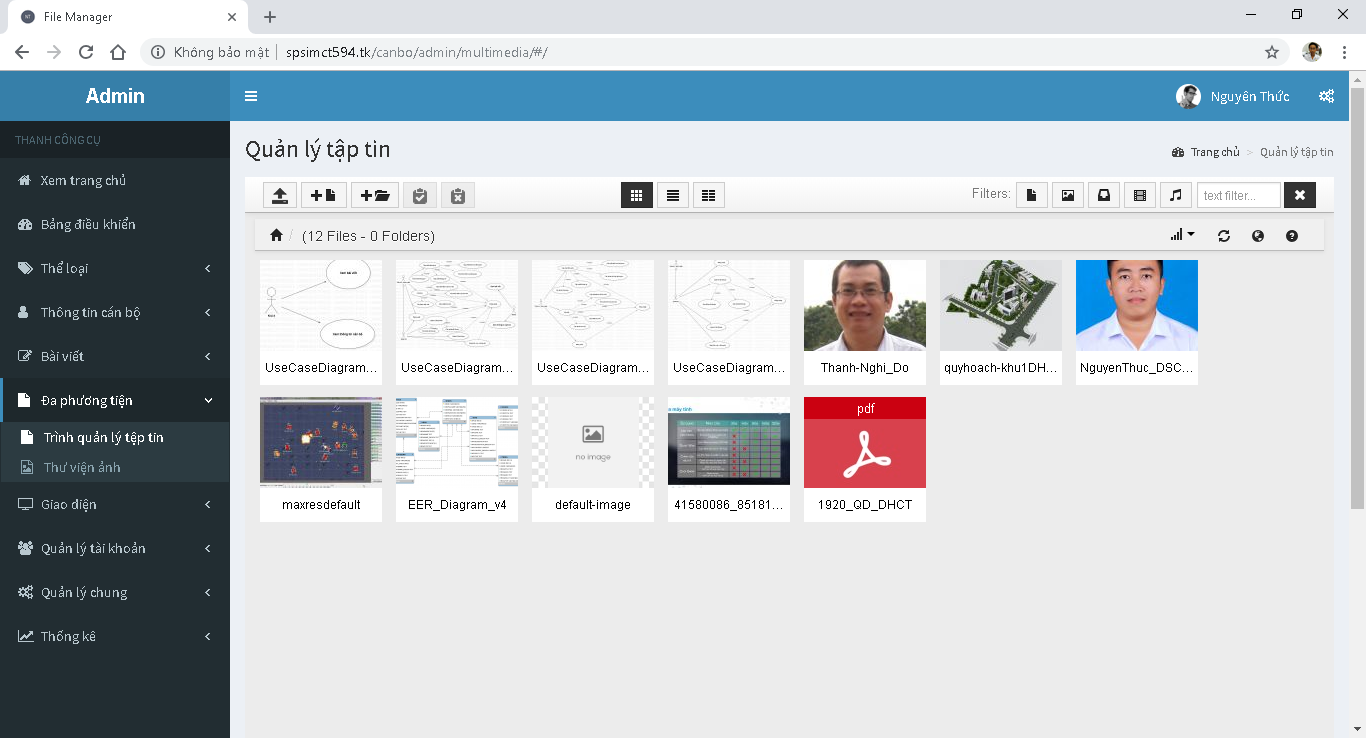 File Manager
Không bảo mật
spsimct594.tk/canbo/admin/multimedia/#/
Admin
Nguyên Thức
THANH CÔNG CỤ
Quản lý tập tin
Trang chủ > Quản lý tập tin
Xem trang chủ
Bảng điều khiển
Thể loại
Thông tin cán bộ
Bài viết
Đa phương tiện
Trình quản lý tệp tin
Thư viện ảnh
Giao diện
Quản lý tài khoản
Quản lý chung
Thống kê
Filters:
text filter...
/ (12 Files - 0 Folders)
UseCaseDiagram...
UseCaseDiagram...
UseCaseDiagram...
UseCaseDiagram...
Thanh-Nghi_Do
quyhoach-khu1DH...
NguyenThuc_DSC...
no image
pdf
maxresdefault
EER_Diagram_v4
default-image
41580086_85181...
1920_QD_DHCT